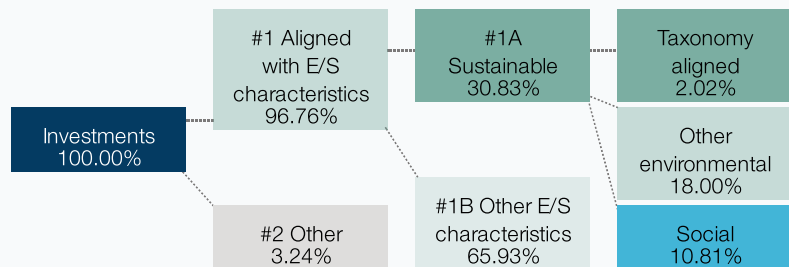 Investments
100.00%
#1 Aligned
with E/S
characteristics
96.76%
#2 Other
3.24%
#1A
Sustainable
30.83%
#1B Other E/S
characteristics
65.93%
Taxonomy
aligned
2.02%
Other
environmental
18.00%
Social
10.81%